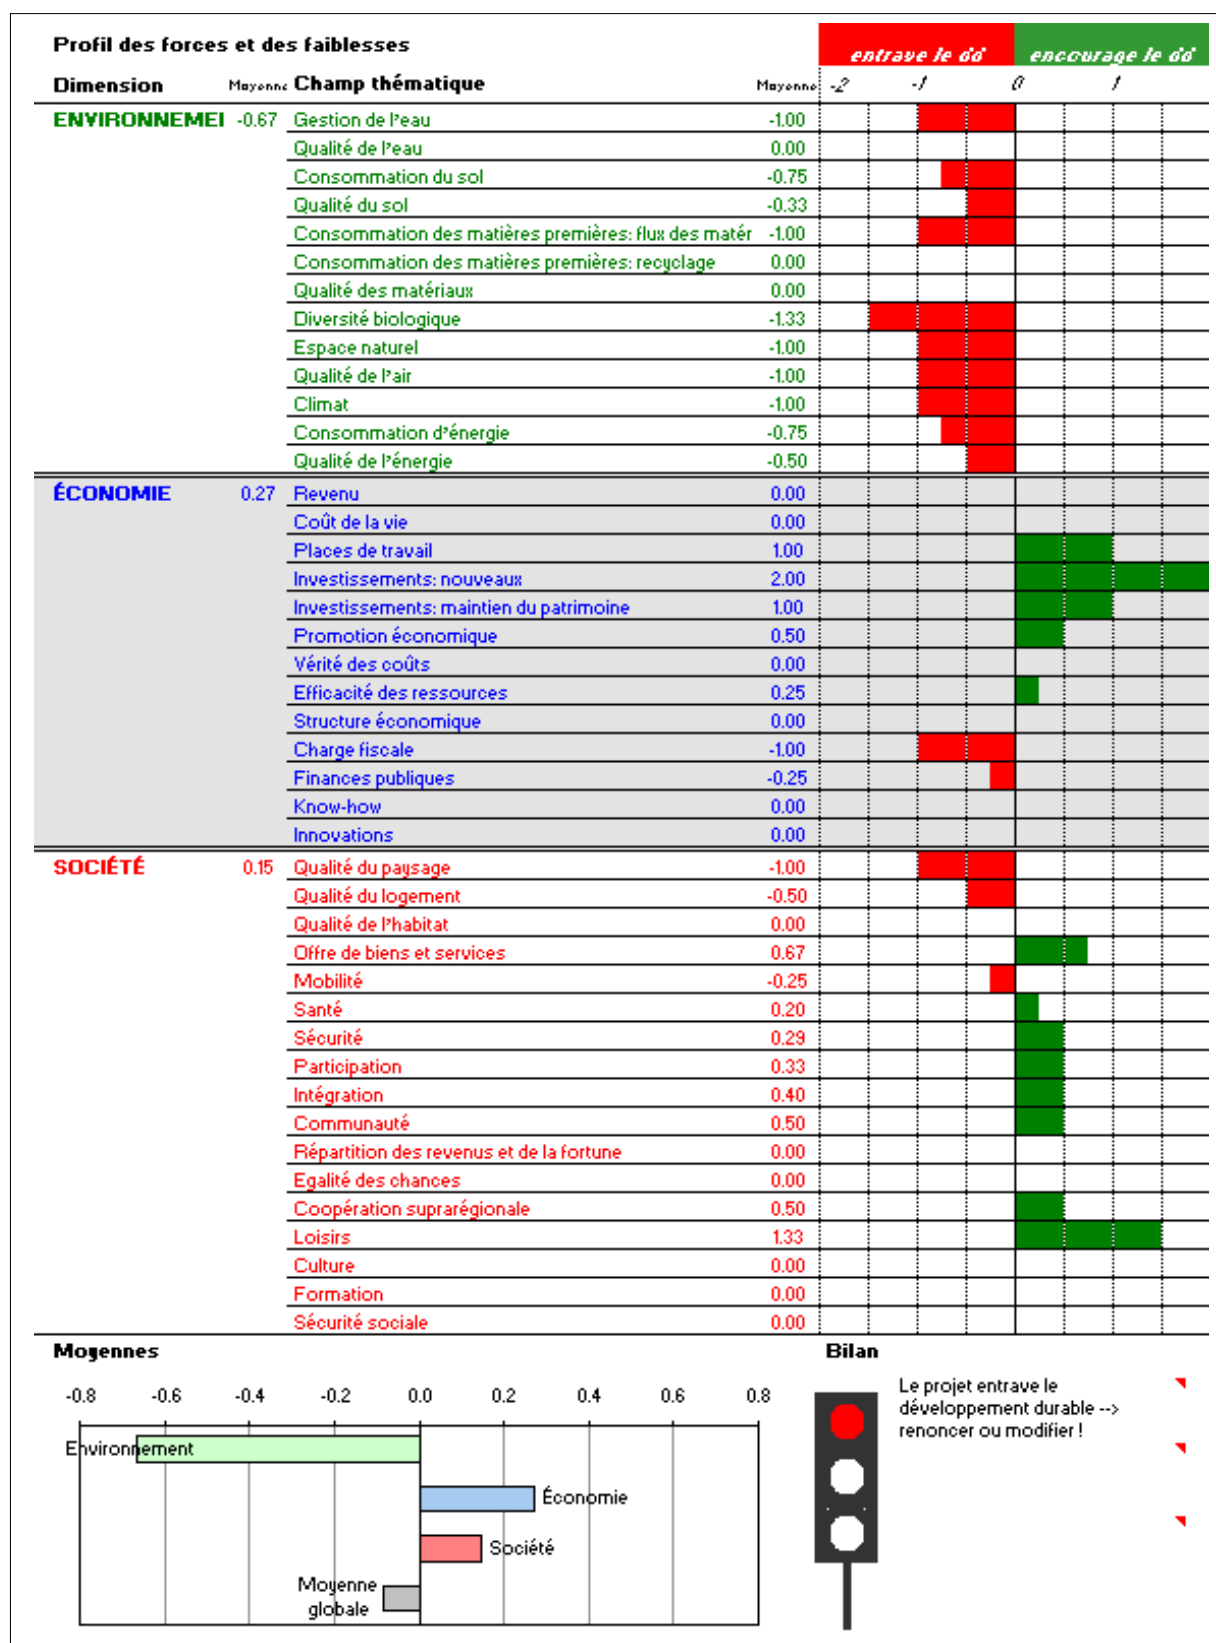 Profil des forces et des faiblesses
entrave le dd encourage le dd
Dimension Moyenne Champ thématique Moyenne -2 -1 0 1
ENVIRONNEMEI -0.67 Gestion de l'eau -1.00
Qualité de l'eau 0.00
Consommation du sol -0.75
Qualité du sol -0.33
Consommation des matières premières: flux des matér -1.00
Consommation des matières premières: recyclage 0.00
Qualité des matériaux 0.00
Diversité biologique -1.33
Espace naturel -1.00
Qualité de l'air -1.00
Climat -1.00
Consommation d'énergie -0.75
Qualité de l'énergie -0.50
ÉCONOMIE 0.27 Revenu 0.00
Coût de la vie 0.00
Places de travail 1.00
Investissements: nouveaux 2.00
Investissements: maintien du patrimoine 1.00
Promotion économique 0.50
Vérité des coûts 0.00
Efficacité des ressources 0.25
Structure économique 0.00
Charge fiscale -1.00
Finances publiques -0.25
Know-how 0.00
Innovations 0.00
SOCIÉTÉ 0.15 Qualité du paysage -1.00
Qualité du logement -0.50
Qualité de l'habitat 0.00
Offre de biens et services 0.67
Mobilité -0.25
Santé 0.20
Sécurité 0.29
Participation 0.33
Intégration 0.40
Communauté 0.50
Répartition des revenus et de la fortune 0.00
Egalité des chances 0.00
Coopération suprarégionale 0.50
Loisirs 1.33
Culture 0.00
Formation 0.00
Sécurité sociale 0.00
Moyennes
-0.8 -0.6 -0.4 -0.2 0.0 0.2 0.4 0.6 0.8
Environnement
Économie
Société
Moyenne
globale
Bilan
Le projet entrave le
développement durable -->
renoncer ou modifier !